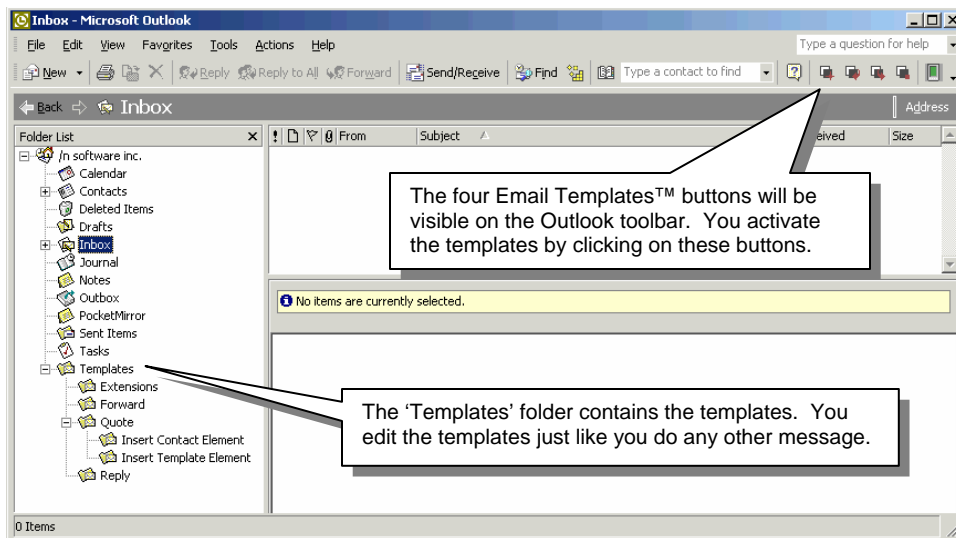 Inbox - Microsoft Outlook
File Edit View Favorites Tools Actions Help Type a question for help
New Reply Reply to All Forward Send/Receive Find Type a contact to find
Back Inbox Address
Folder List From Subject eived Size
/n software inc.
Calendar
Contacts
Deleted Items
Drafts
Inbox
Journal
Notes
Outbox
PocketMirror
Sent Items
Tasks
Templates
Extensions
Forward
Quote
Insert Contact Element
Insert Template Element
Reply
The four Email Templates™ buttons will be
visible on the Outlook toolbar. You activate
the templates by clicking on these buttons.
No items are currently selected.
The ‘Templates’ folder contains the templates. You
edit the templates just like you do any other message.
0 Items